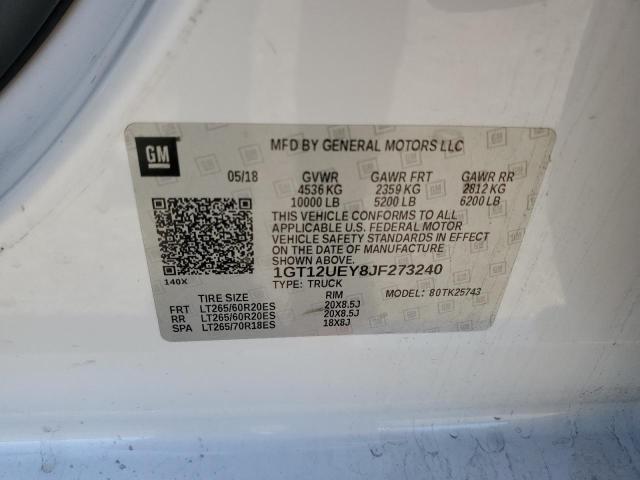 GM
MFD BY GENERAL MOTORS LLC
05/18 GVWR GAWR FRT GAWR RR
4536 KG 2359 KG 2812 KG
10000 LB 5200 LB 6200 LB
THIS VEHICLE CONFORMS TO ALL
APPLICABLE U.S. FEDERAL MOTOR
VEHICLE SAFETY STANDARDS IN EFFECT
ON THE DATE OF MANUFACTURE
SHOWN ABOVE.
140X
1GT12UEY8JF273240
TYPE: TRUCK MODEL: 80TK25743
TIRE SIZE RIM
FRT LT265/60R20ES 20X8.5J
RR LT265/60R20ES 20X8.5J
SPA LT265/70R18ES 18X8J